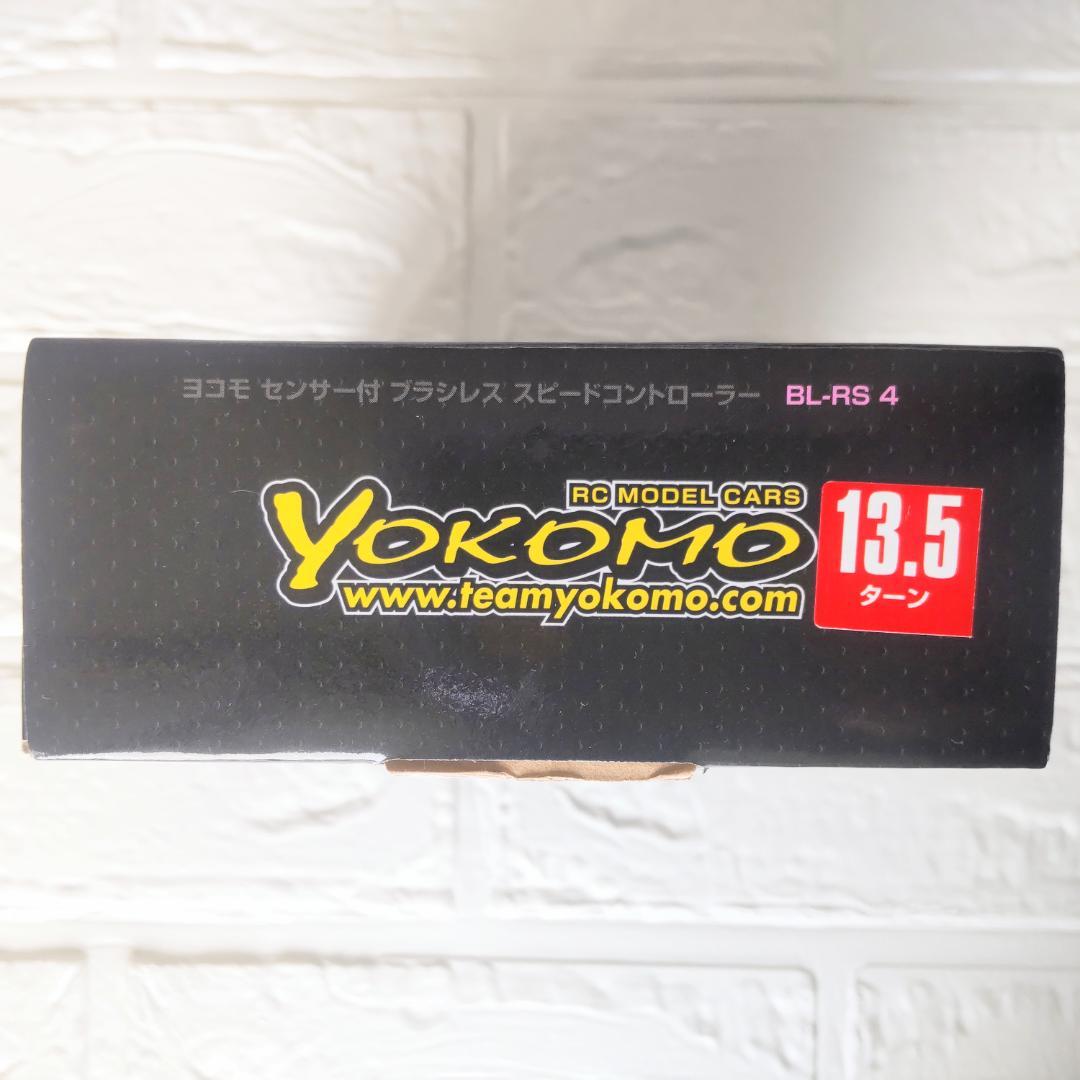 ヨコモ センサー付 ブラシレス スピードコントローラー BL-RS 4
RC MODEL CARS
YOKOMO
www.teamyokomo.com
13.5
ターン